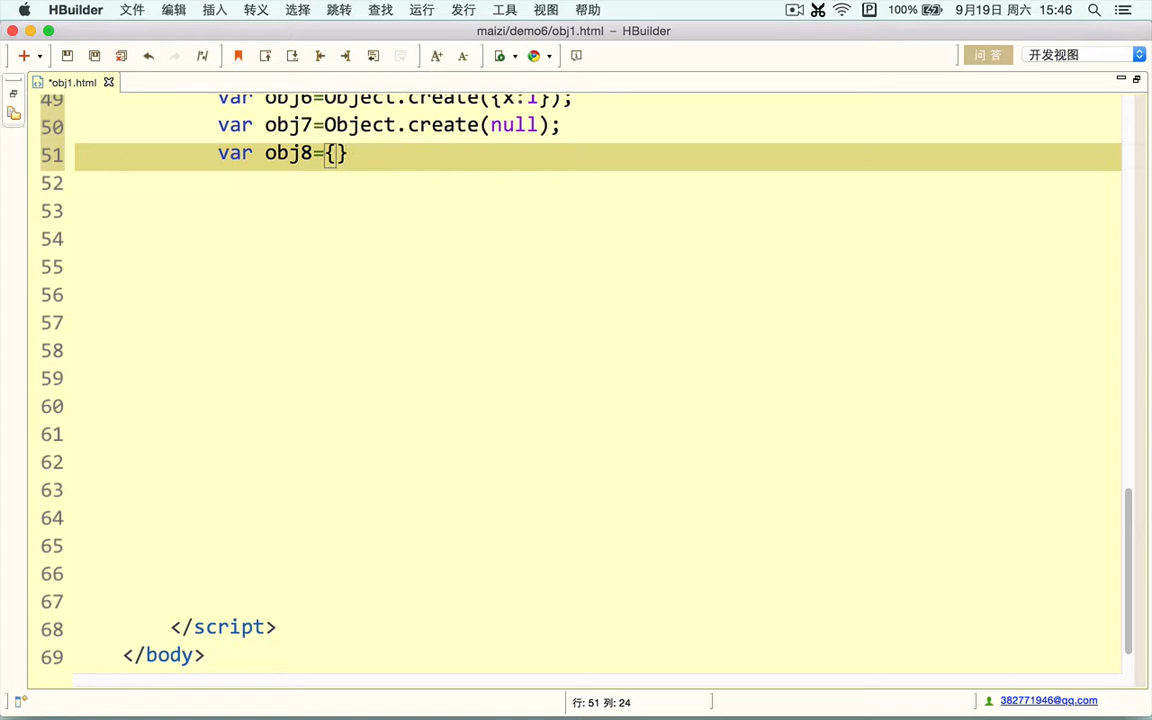 HBuilder 文件 编辑 插入 转义 选择 跳转 查找 运行 发行 工具 视图 帮助 100% 9月19日 周六 15:46
maizi/demo6/obj1.html – HBuilder
问 答 开发视图
*obj1.html
49 var obj6=Object.create({x:1});
50 var obj7=Object.create(null);
51 var obj8={}
52
53
54
55
56
57
58
59
60
61
62
63
64
65
66
67
68 </script>
69 </body>
行: 51 列: 24 382771946@qq.com